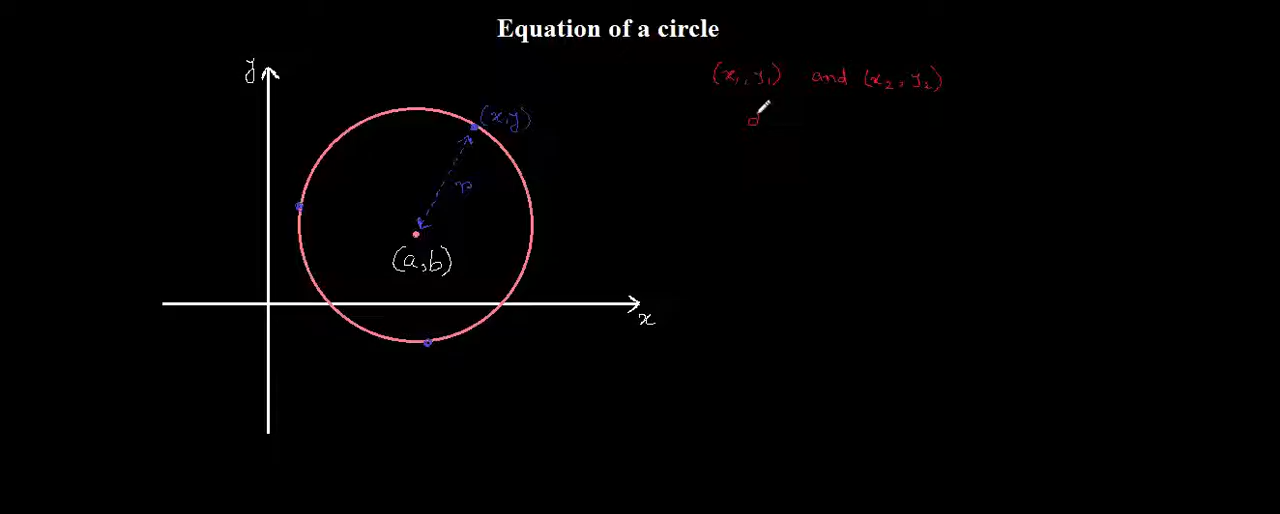 Equation of a circle
(x₁, y₁) and (x₂, y₂)
y
(x,y)
d
r
(a,b)
x